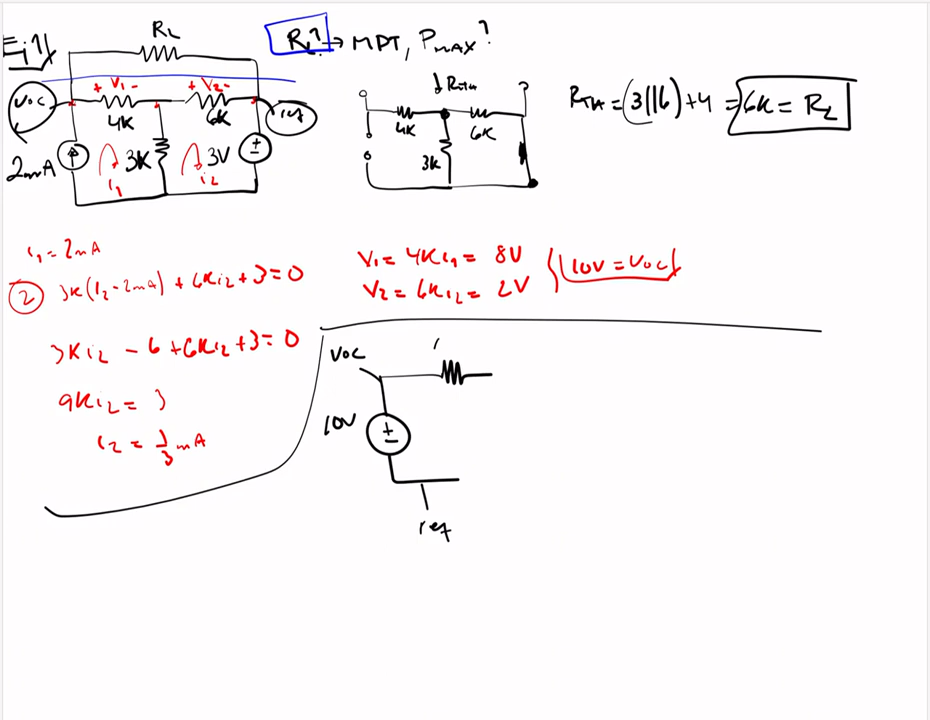 Ej1
RL
RL? → MPT, PMAX?
Voc
+ V1 -
+ V2 -
ref
4K
6K
2mA
3K
3V
i1
i2
↓ RTH
4K
6K
3K
RTH = (3||6) + 4 = 6K = RL
i1 = 2mA
② 3K(i2 - 2mA) + 6Ki2 + 3 = 0
3Ki2 - 6 + 6Ki2 + 3 = 0
9Ki2 = 3
i2 = 1/3 mA
V1 = 4Ki1 = 8V
V2 = 6Ki2 = 2V
10V = Voc
Voc
10V
+ -
ref